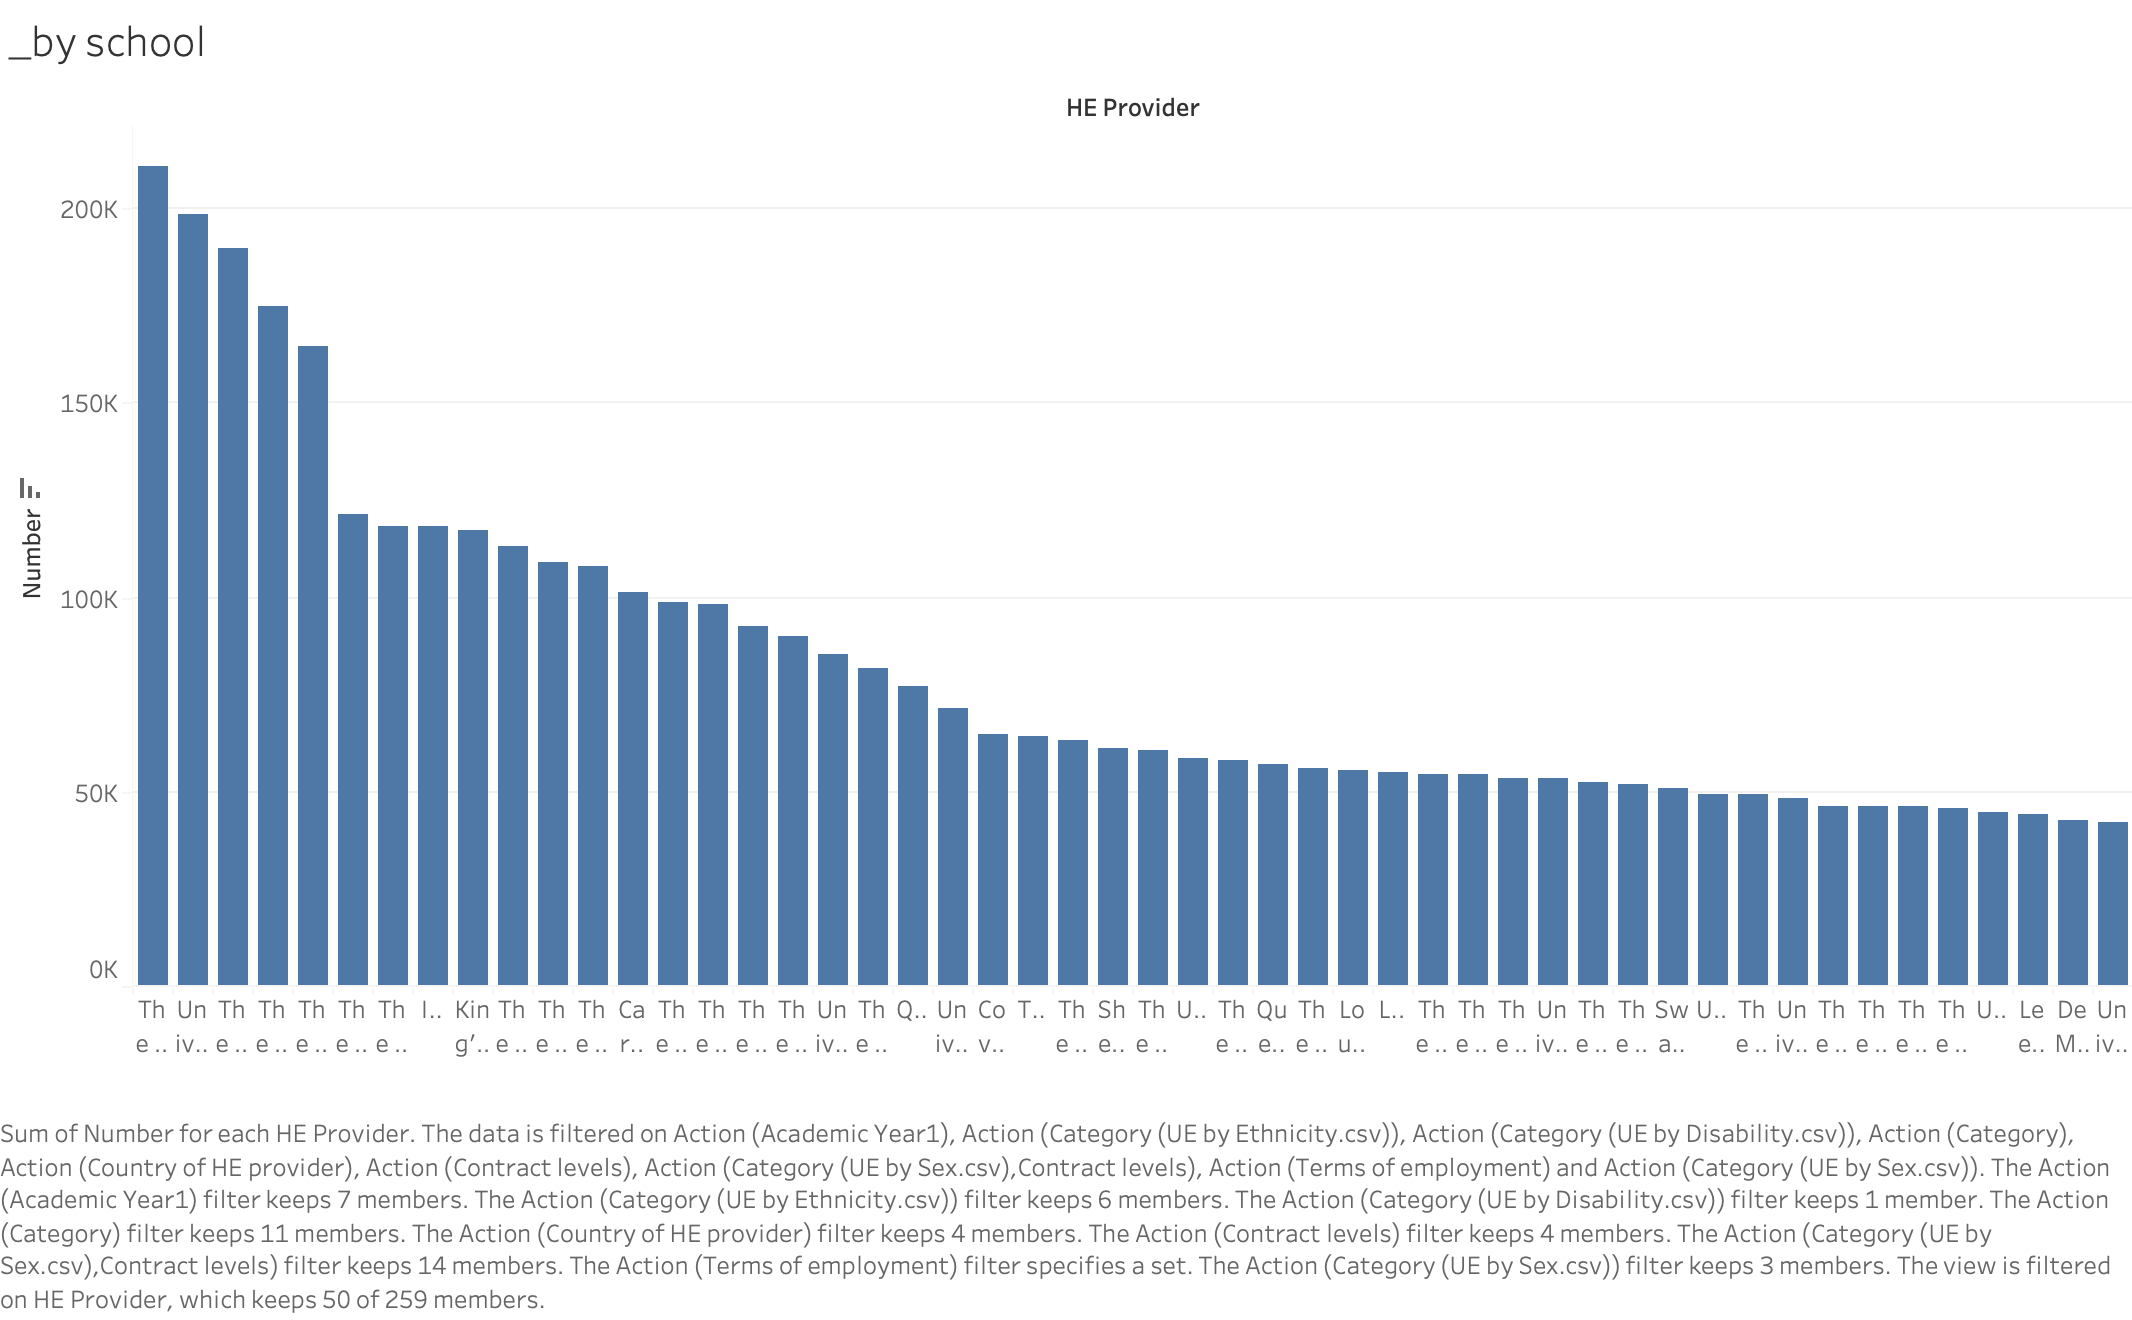 _by school
HE Provider
200K
150K
100K
50K
0K
Number
Th Un Th Th Th Th Th I.. Kin Th Th Th Ca Th Th Th Th Un Th Q.. Un Co T.. Th Sh Th U.. Th Qu Th Lo L.. Th Th Th Un Th Th Sw U.. Th Un Th Th Th Th U.. Le De Un
e .. iv.. e .. e .. e .. e .. e .. g’.. e .. e .. e .. r.. e .. e .. e .. e .. iv.. e .. iv.. v.. e .. e.. e .. e .. e.. e .. u.. e .. e .. e .. iv.. e .. e .. a.. e .. iv.. e .. e .. e .. e .. e.. M.. iv..
Sum of Number for each HE Provider. The data is filtered on Action (Academic Year1), Action (Category (UE by Ethnicity.csv)), Action (Category (UE by Disability.csv)), Action (Category),
Action (Country of HE provider), Action (Contract levels), Action (Category (UE by Sex.csv),Contract levels), Action (Terms of employment) and Action (Category (UE by Sex.csv)). The Action
(Academic Year1) filter keeps 7 members. The Action (Category (UE by Ethnicity.csv)) filter keeps 6 members. The Action (Category (UE by Disability.csv)) filter keeps 1 member. The Action
(Category) filter keeps 11 members. The Action (Country of HE provider) filter keeps 4 members. The Action (Contract levels) filter keeps 4 members. The Action (Category (UE by
Sex.csv),Contract levels) filter keeps 14 members. The Action (Terms of employment) filter specifies a set. The Action (Category (UE by Sex.csv)) filter keeps 3 members. The view is filtered
on HE Provider, which keeps 50 of 259 members.